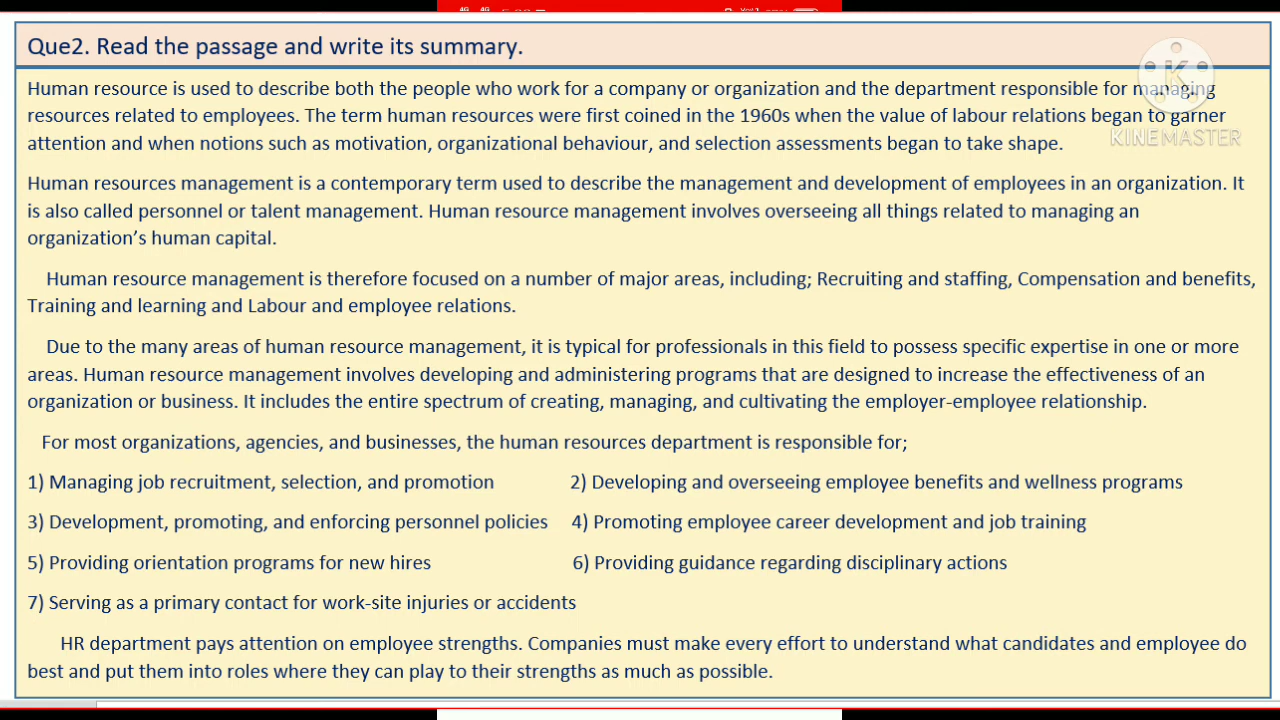 Que2. Read the passage and write its summary.
Human resource is used to describe both the people who work for a company or organization and the department responsible for managing
resources related to employees. The term human resources were first coined in the 1960s when the value of labour relations began to garner
attention and when notions such as motivation, organizational behaviour, and selection assessments began to take shape.
KINEMASTER
Human resources management is a contemporary term used to describe the management and development of employees in an organization. It
is also called personnel or talent management. Human resource management involves overseeing all things related to managing an
organization's human capital.
Human resource management is therefore focused on a number of major areas, including; Recruiting and staffing, Compensation and benefits,
Training and learning and Labour and employee relations.
Due to the many areas of human resource management, it is typical for professionals in this field to possess specific expertise in one or more
areas. Human resource management involves developing and administering programs that are designed to increase the effectiveness of an
organization or business. It includes the entire spectrum of creating, managing, and cultivating the employer-employee relationship.
For most organizations, agencies, and businesses, the human resources department is responsible for;
1) Managing job recruitment, selection, and promotion 2) Developing and overseeing employee benefits and wellness programs
3) Development, promoting, and enforcing personnel policies 4) Promoting employee career development and job training
5) Providing orientation programs for new hires 6) Providing guidance regarding disciplinary actions
7) Serving as a primary contact for work-site injuries or accidents
HR department pays attention on employee strengths. Companies must make every effort to understand what candidates and employee do
best and put them into roles where they can play to their strengths as much as possible.